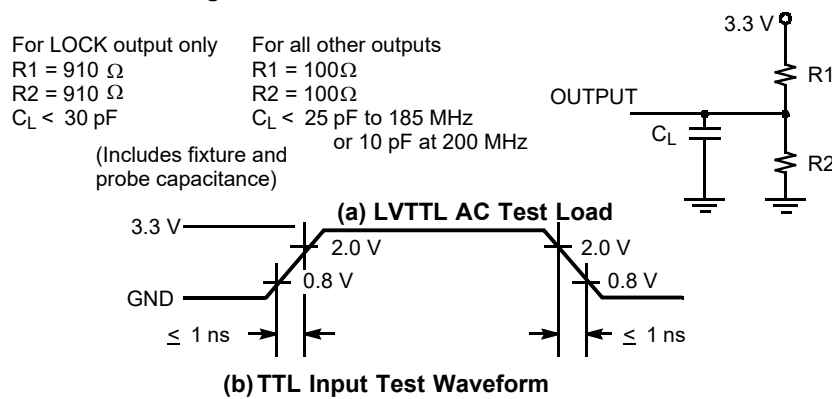 For LOCK output only
R1 = 910 Ω
R2 = 910 Ω
CL < 30 pF
For all other outputs
R1 = 100Ω
R2 = 100Ω
CL < 25 pF to 185 MHz
or 10 pF at 200 MHz
(Includes fixture and
probe capacitance)
3.3 V
R1
OUTPUT
CL
R2
(a) LVTTL AC Test Load
3.3 V
2.0 V
2.0 V
0.8 V
0.8 V
GND
≤ 1 ns
≤ 1 ns
(b) TTL Input Test Waveform